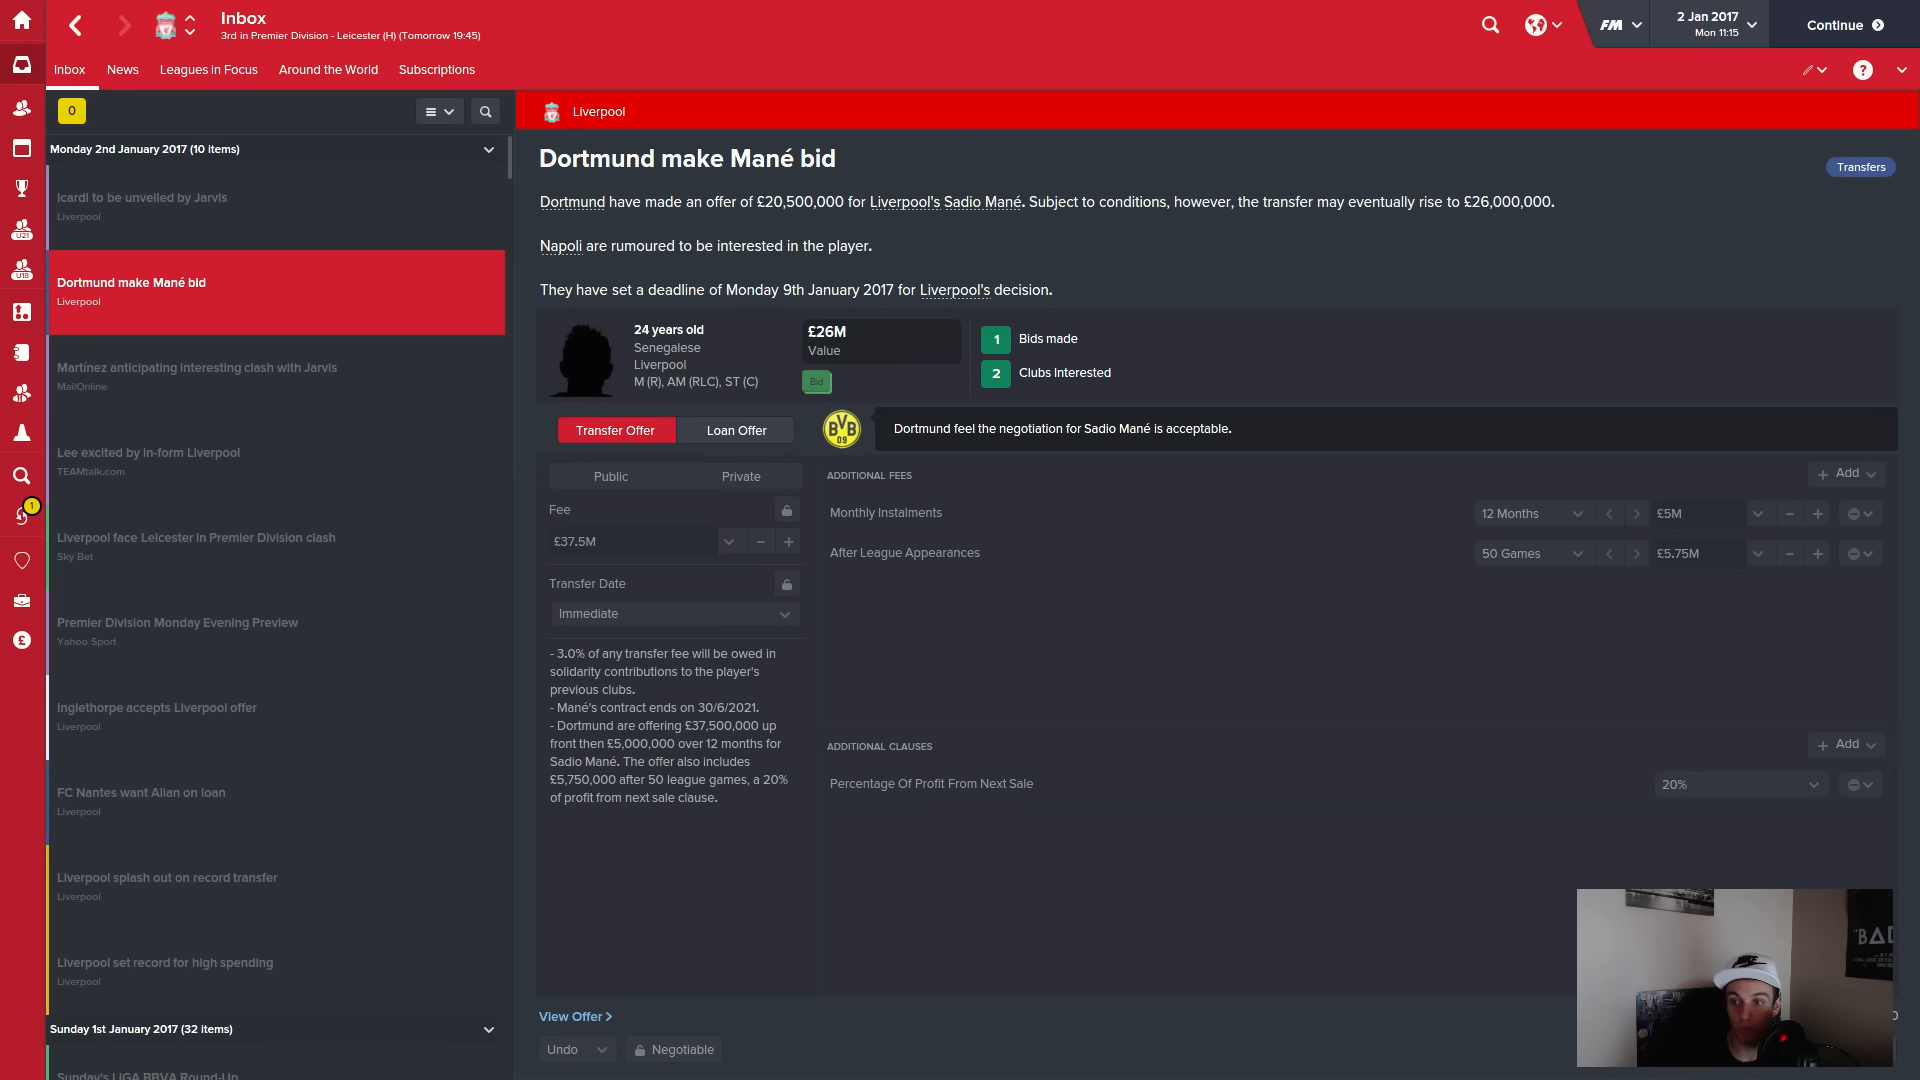 Inbox
3rd in Premier Division - Leicester (H) (Tomorrow 19:45)
FM
2 Jan 2017
Mon 11:15
Continue
Inbox
News
Leagues in Focus
Around the World
Subscriptions
?
0
Liverpool
Monday 2nd January 2017 (10 items)
Icardi to be unveiled by Jarvis
Liverpool
Dortmund make Mané bid
Liverpool
Martínez anticipating interesting clash with Jarvis
MailOnline
Lee excited by in-form Liverpool
TEAMtalk.com
Liverpool face Leicester in Premier Division clash
Sky Bet
Premier Division Monday Evening Preview
Yahoo Sport
Inglethorpe accepts Liverpool offer
Liverpool
FC Nantes want Allan on loan
Liverpool
Liverpool splash out on record transfer
Liverpool
Liverpool set record for high spending
Liverpool
Sunday 1st January 2017 (32 items)
Sunday's LIGA BBVA Round-Up
U21
U18
1
£
Dortmund make Mané bid
Transfers
Dortmund have made an offer of £20,500,000 for Liverpool's Sadio Mané. Subject to conditions, however, the transfer may eventually rise to £26,000,000.
Napoli are rumoured to be interested in the player.
They have set a deadline of Monday 9th January 2017 for Liverpool's decision.
24 years old
Senegalese
Liverpool
M (R), AM (RLC), ST (C)
£26M
Value
Bid
1 Bids made
2 Clubs Interested
Transfer Offer
Loan Offer
BVB 09
Dortmund feel the negotiation for Sadio Mané is acceptable.
Public
Private
Fee
£37.5M
Transfer Date
Immediate
- 3.0% of any transfer fee will be owed in
solidarity contributions to the player's
previous clubs.
- Mané's contract ends on 30/6/2021.
- Dortmund are offering £37,500,000 up
front then £5,000,000 over 12 months for
Sadio Mané. The offer also includes
£5,750,000 after 50 league games, a 20%
of profit from next sale clause.
ADDITIONAL FEES
Add
Monthly Instalments
12 Months
£5M
After League Appearances
50 Games
£5.75M
ADDITIONAL CLAUSES
Add
Percentage Of Profit From Next Sale
20%
View Offer >
Undo
Negotiable
"BAD